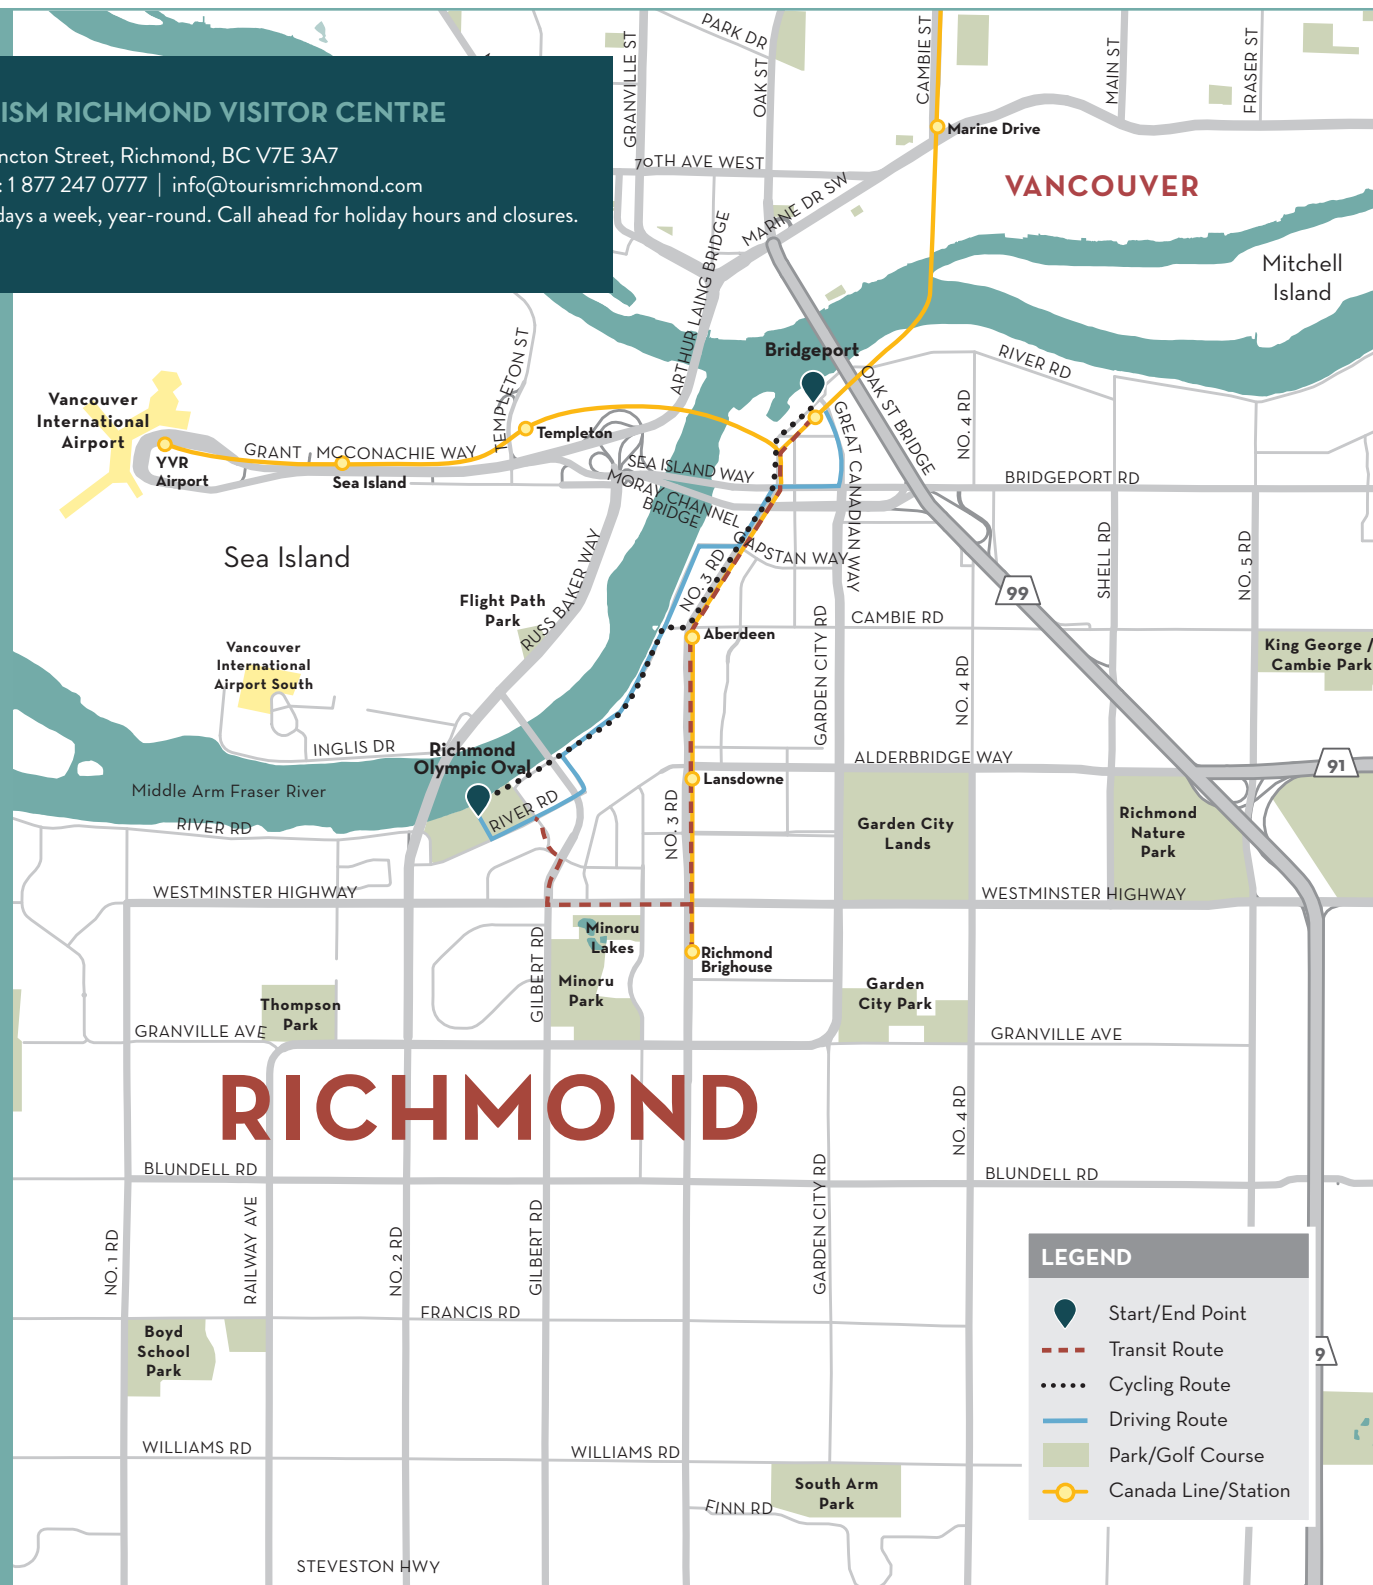 ISM RICHMOND VISITOR CENTRE
ncton Street, Richmond, BC V7E 3A7
: 1 877 247 0777 | info@tourismrichmond.com
days a week, year-round. Call ahead for holiday hours and closures.
PARK DR
GRANVILLE ST
OAK ST
CAMBIE ST
MAIN ST
FRASER ST
Marine Drive
70TH AVE WEST
MARINE DR SW
VANCOUVER
ARTHUR LAING BRIDGE
Mitchell
Island
Bridgeport
RIVER RD
OAK ST BRIDGE
NO. 4 RD
TEMPLETON ST
Vancouver
International
Airport
Templeton
GRANT
MCCONACHIE WAY
YVR
Airport
Sea Island
SEA ISLAND WAY
MORAY CHANNEL
BRIDGE
GREAT CANADIAN WAY
BRIDGEPORT RD
CAPSTAN WAY
Sea Island
RUSS BAKER WAY
NO. 3 RD
SHELL RD
NO. 5 RD
99
Flight Path
Park
GARDEN CITY RD
CAMBIE RD
Aberdeen
King George /
Cambie Park
Vancouver
International
Airport South
NO. 4 RD
INGLIS DR
Richmond
Olympic Oval
ALDERBRIDGE WAY
91
Lansdowne
Middle Arm Fraser River
RIVER RD
RIVER RD
NO. 3 RD
Garden City
Lands
Richmond
Nature
Park
WESTMINSTER HIGHWAY
WESTMINSTER HIGHWAY
Minoru
Lakes
Richmond
Brighouse
GILBERT RD
Minoru
Park
Garden
City Park
Thompson
Park
GRANVILLE AVE
GRANVILLE AVE
RICHMOND
NO. 4 RD
BLUNDELL RD
BLUNDELL RD
NO. 1 RD
RAILWAY AVE
NO. 2 RD
GILBERT RD
GARDEN CITY RD
FRANCIS RD
Boyd
School
Park
WILLIAMS RD
WILLIAMS RD
South Arm
Park
FINN RD
STEVESTON HWY
LEGEND
Start/End Point
Transit Route
Cycling Route
Driving Route
Park/Golf Course
Canada Line/Station
9